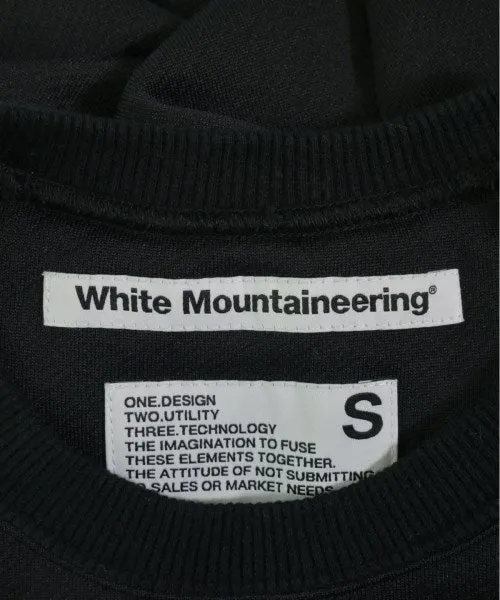 White Mountaineering®
S
ONE.DESIGN
TWO.UTILITY
THREE.TECHNOLOGY
THE IMAGINATION TO FUSE
THESE ELEMENTS TOGETHER.
THE ATTITUDE OF NOT SUBMITTING
TO SALES OR MARKET NEEDS